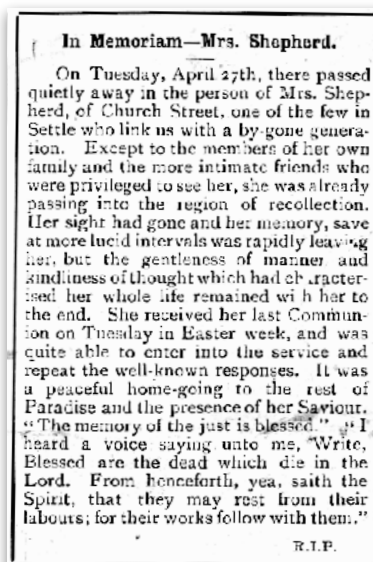 In Memoriam—Mrs. Shepherd.
On Tuesday, April 27th, there passed
quietly away in the person of Mrs. Shep-
herd, of Church Street, one of the few in
Settle who link us with a by-gone genera-
tion. Except to the members of her own
family and the more intimate friends who
were privileged to see her, she was already
passing into the region of recollection.
Her sight had gone and her memory, save
at more lucid intervals was rapidly leaving
her, but the gentleness of manner and
kindliness of thought which had character-
ised her whole life remained with her to
the end. She received her last Commun-
ion on Tuesday in Easter week, and was
quite able to enter into the service and
repeat the well-known responses. It was
a peaceful home-going to the rest of
Paradise and the presence of her Saviour.
“The memory of the just is blessed.” “I
heard a voice saying unto me, Write,
Blessed are the dead which die in the
Lord. From henceforth, yea, saith the
Spirit, that they may rest from their
labours; for their works follow with them.”
R.I.P.